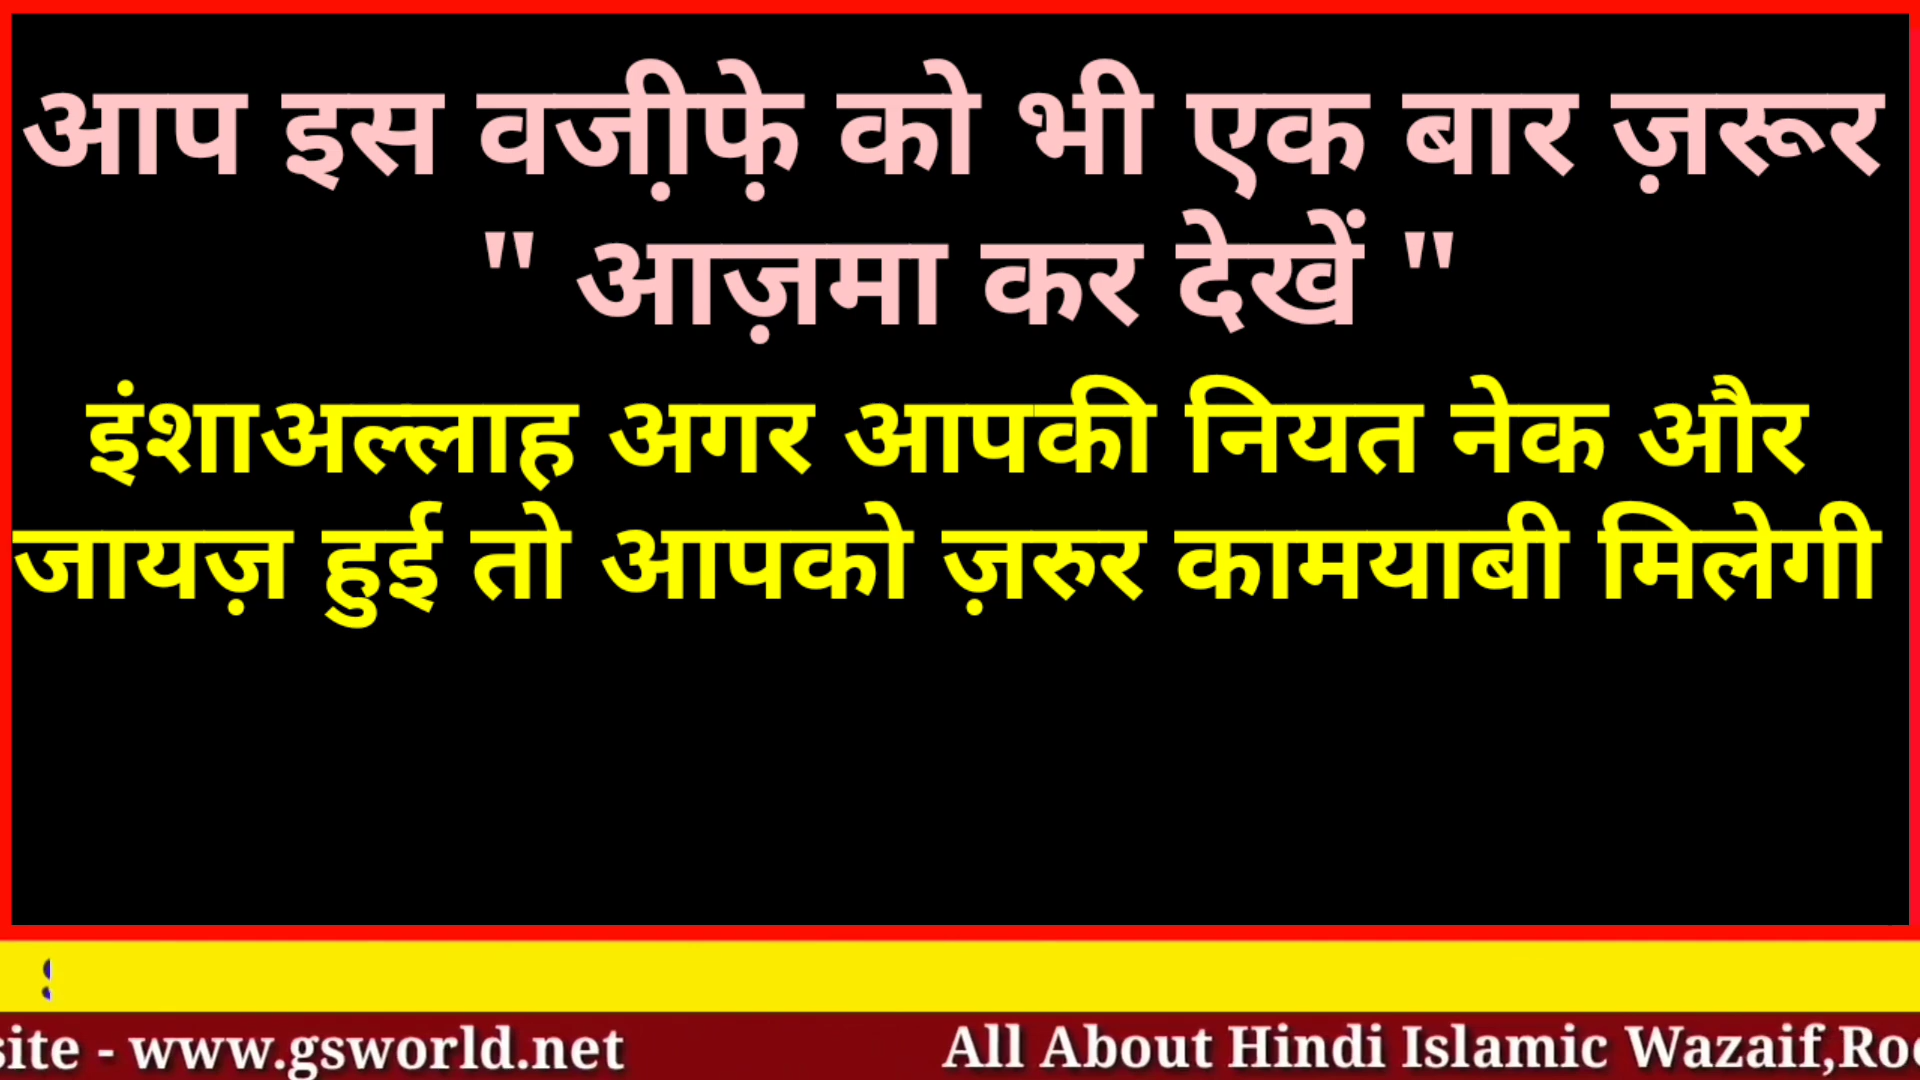 आप इस वज़ीफ़े को भी एक बार ज़रूर
" आज़मा कर देखें "
इंशाअल्लाह अगर आपकी नियत नेक और
जायज़ हुई तो आपको ज़रुर कामयाबी मिलेगी
site - www.gsworld.net All About Hindi Islamic Wazaif,